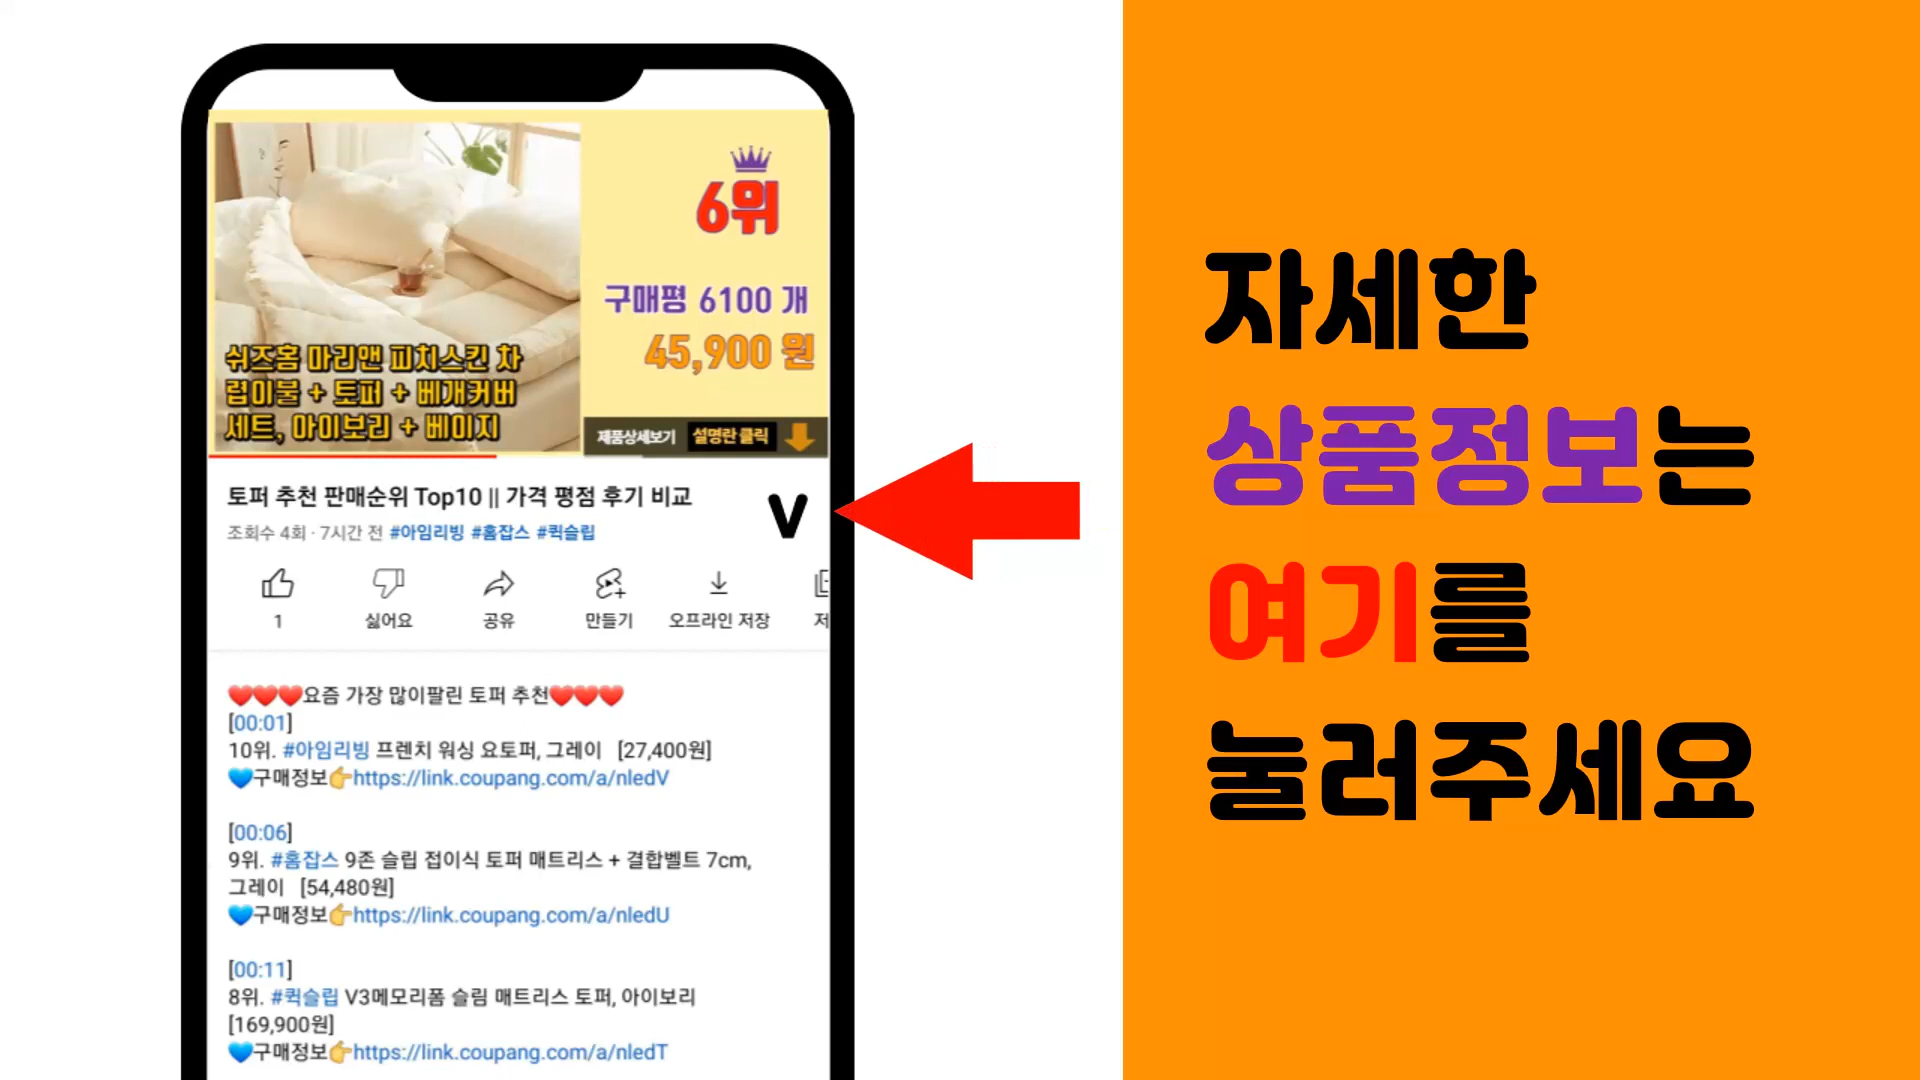 6위
구매평 6100 개
45,900 원
쉬즈홈 마리앤 피치스킨 차
렵이불 + 토퍼 + 베개커버
세트, 아이보리 + 베이지
제품상세보기 설명란 클릭
토퍼 추천 판매순위 Top10 || 가격 평점 후기 비교
V
조회수 4회 · 7시간 전 #아임리빙 #홈잡스 #퀵슬립
1 싫어요 공유 만들기 오프라인 저장 저
❤❤❤요즘 가장 많이팔린 토퍼 추천❤❤❤
[00:01]
10위. #아임리빙 프렌치 워싱 요토퍼, 그레이 [27,400원]
💙구매정보👉https://link.coupang.com/a/nledV
[00:06]
9위. #홈잡스 9존 슬립 접이식 토퍼 매트리스 + 결합벨트 7cm,
그레이 [54,480원]
💙구매정보👉https://link.coupang.com/a/nledU
[00:11]
8위. #퀵슬립 V3메모리폼 슬림 매트리스 토퍼, 아이보리
[169,900원]
💙구매정보👉https://link.coupang.com/a/nledT
자세한
상품정보는
여기를
눌러주세요